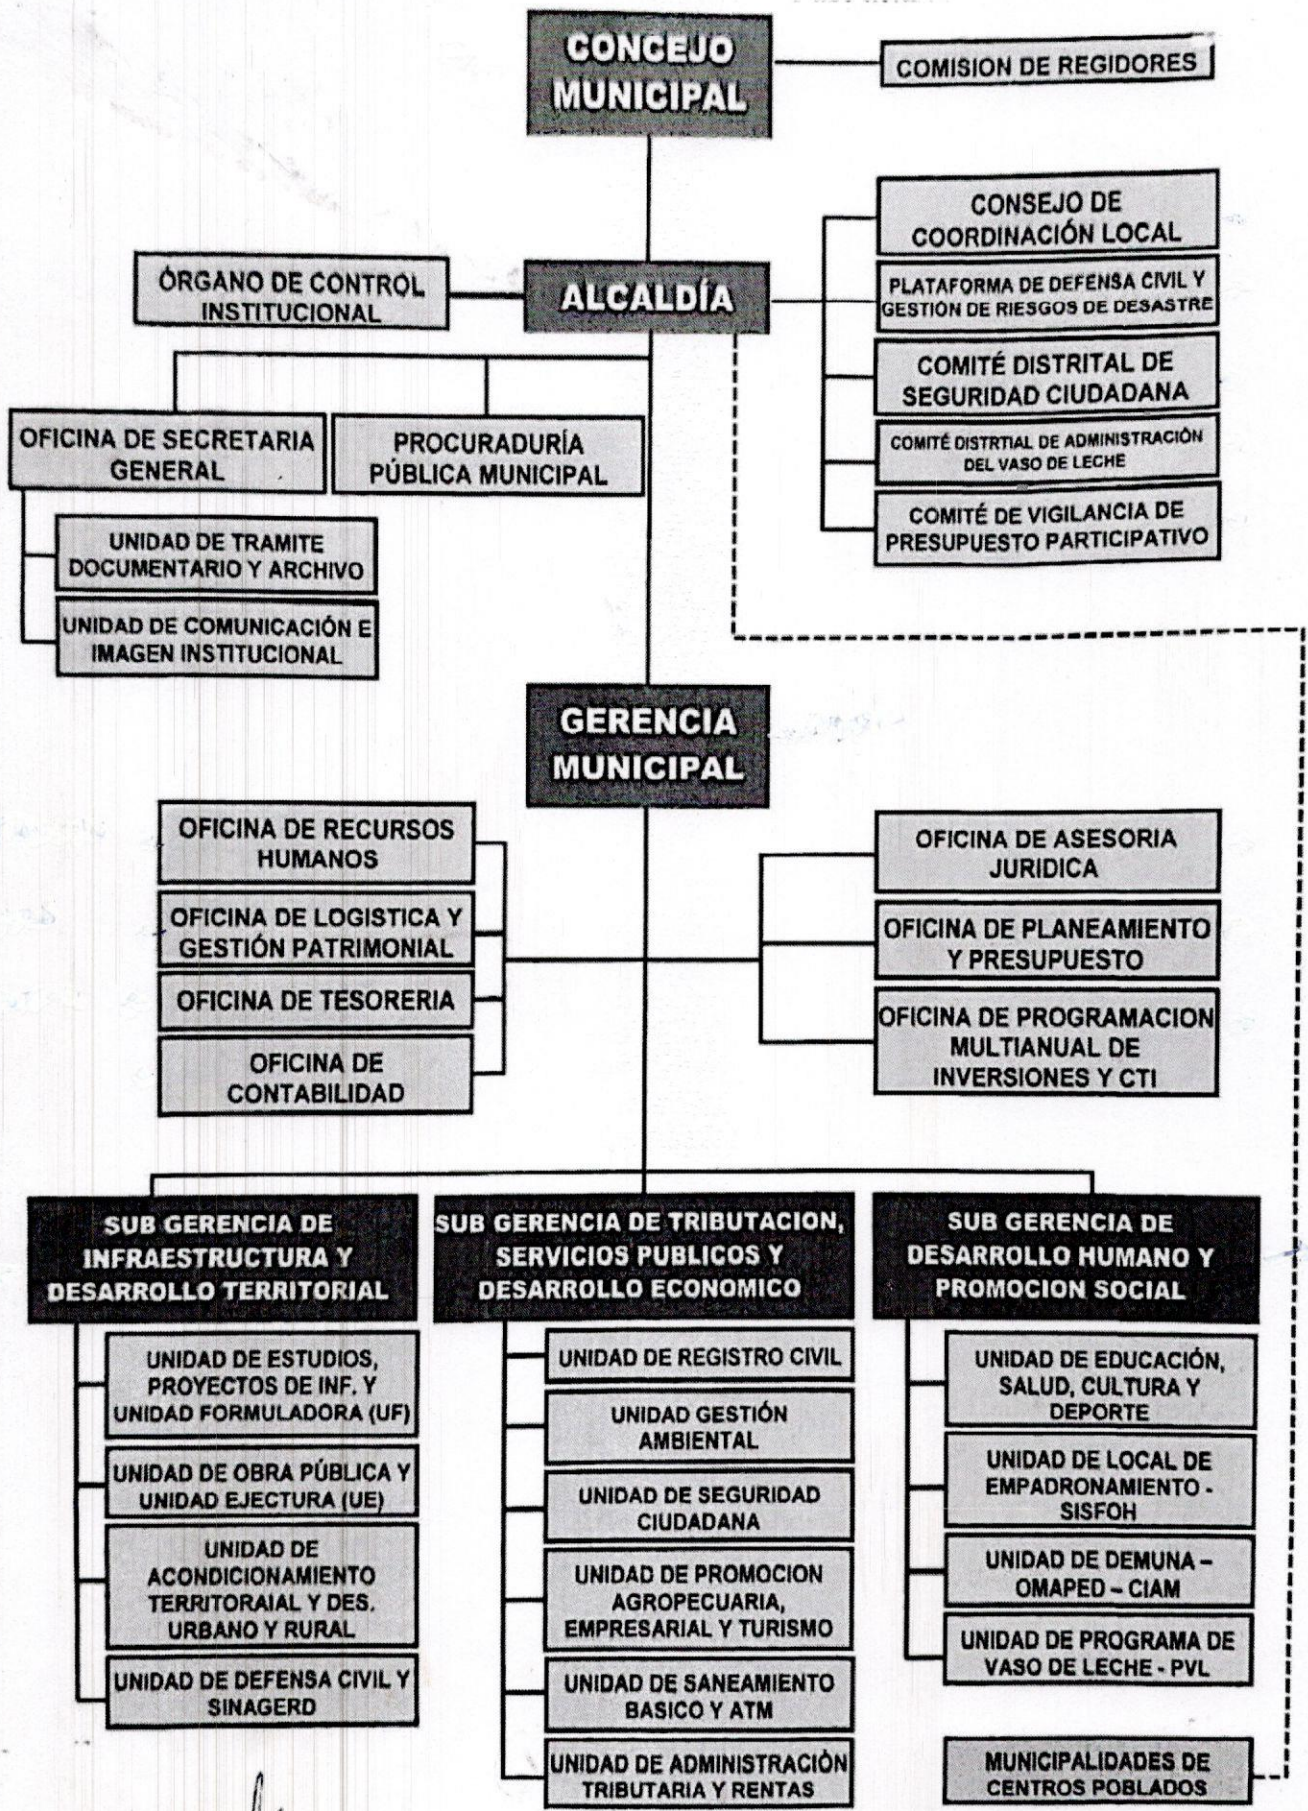 CONCEJO
MUNICIPAL
COMISION DE REGIDORES
CONSEJO DE
COORDINACIÓN LOCAL
PLATAFORMA DE DEFENSA CIVIL Y
GESTIÓN DE RIESGOS DE DESASTRE
COMITÉ DISTRITAL DE
SEGURIDAD CIUDADANA
COMITÉ DISTRTIAL DE ADMINISTRACIÓN
DEL VASO DE LECHE
COMITÉ DE VIGILANCIA DE
PRESUPUESTO PARTICIPATIVO
ÓRGANO DE CONTROL
INSTITUCIONAL
ALCALDÍA
OFICINA DE SECRETARIA
GENERAL
PROCURADURÍA
PÚBLICA MUNICIPAL
UNIDAD DE TRAMITE
DOCUMENTARIO Y ARCHIVO
UNIDAD DE COMUNICACIÓN E
IMAGEN INSTITUCIONAL
GERENCIA
MUNICIPAL
OFICINA DE RECURSOS
HUMANOS
OFICINA DE LOGISTICA Y
GESTIÓN PATRIMONIAL
OFICINA DE TESORERIA
OFICINA DE
CONTABILIDAD
OFICINA DE ASESORIA
JURIDICA
OFICINA DE PLANEAMIENTO
Y PRESUPUESTO
OFICINA DE PROGRAMACION
MULTIANUAL DE
INVERSIONES Y CTI
SUB GERENCIA DE
INFRAESTRUCTURA Y
DESARROLLO TERRITORIAL
UNIDAD DE ESTUDIOS,
PROYECTOS DE INF. Y
UNIDAD FORMULADORA (UF)
UNIDAD DE OBRA PÚBLICA Y
UNIDAD EJECTURA (UE)
UNIDAD DE
ACONDICIONAMIENTO
TERRITORAIAL Y DES.
URBANO Y RURAL
UNIDAD DE DEFENSA CIVIL Y
SINAGERD
SUB GERENCIA DE TRIBUTACION,
SERVICIOS PUBLICOS Y
DESARROLLO ECONOMICO
UNIDAD DE REGISTRO CIVIL
UNIDAD GESTIÓN
AMBIENTAL
UNIDAD DE SEGURIDAD
CIUDADANA
UNIDAD DE PROMOCION
AGROPECUARIA,
EMPRESARIAL Y TURISMO
UNIDAD DE SANEAMIENTO
BASICO Y ATM
UNIDAD DE ADMINISTRACIÓN
TRIBUTARIA Y RENTAS
SUB GERENCIA DE
DESARROLLO HUMANO Y
PROMOCION SOCIAL
UNIDAD DE EDUCACIÓN,
SALUD, CULTURA Y
DEPORTE
UNIDAD DE LOCAL DE
EMPADRONAMIENTO -
SISFOH
UNIDAD DE DEMUNA –
OMAPED – CIAM
UNIDAD DE PROGRAMA DE
VASO DE LECHE - PVL
MUNICIPALIDADES DE
CENTROS POBLADOS